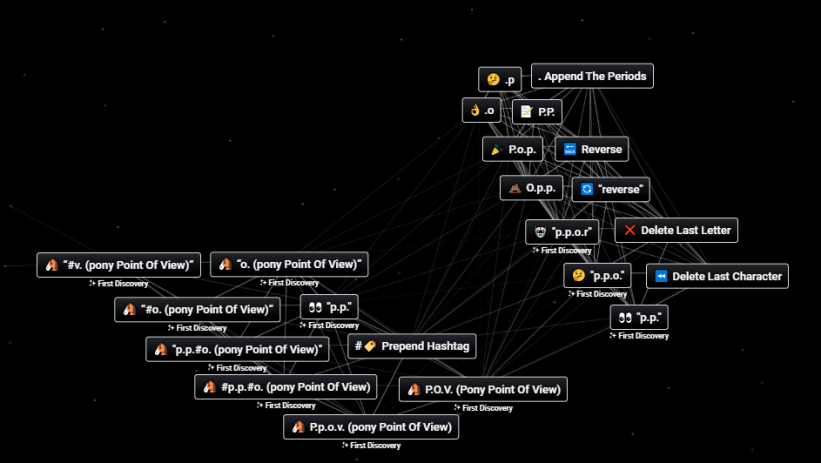 .p
. Append The Periods
.o
P.P.
P.o.p.
BACK
Reverse
O.p.p.
"reverse"
"p.p.o.r"
First Discovery
Delete Last Letter
"p.p.o."
First Discovery
Delete Last Character
"p.p."
First Discovery
"#v. (pony Point Of View)"
First Discovery
"o. (pony Point Of View)"
First Discovery
"#o. (pony Point Of View)"
First Discovery
"p.p."
First Discovery
"p.p.#o. (pony Point Of View)"
First Discovery
# Prepend Hashtag
#p.p.#o. (pony Point Of View)
First Discovery
P.O.V. (Pony Point Of View)
First Discovery
P.p.o.v. (pony Point Of View)
First Discovery